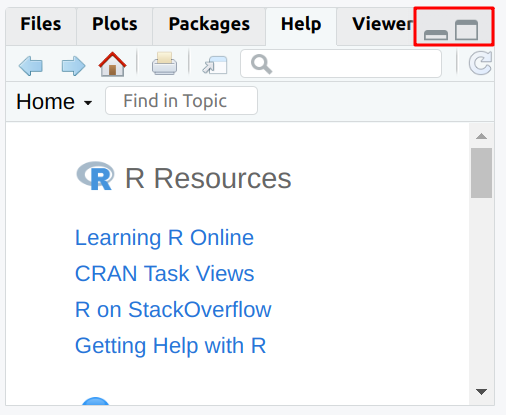 Files Plots Packages Help Viewer
Home Find in Topic
R R Resources
Learning R Online
CRAN Task Views
R on StackOverflow
Getting Help with R